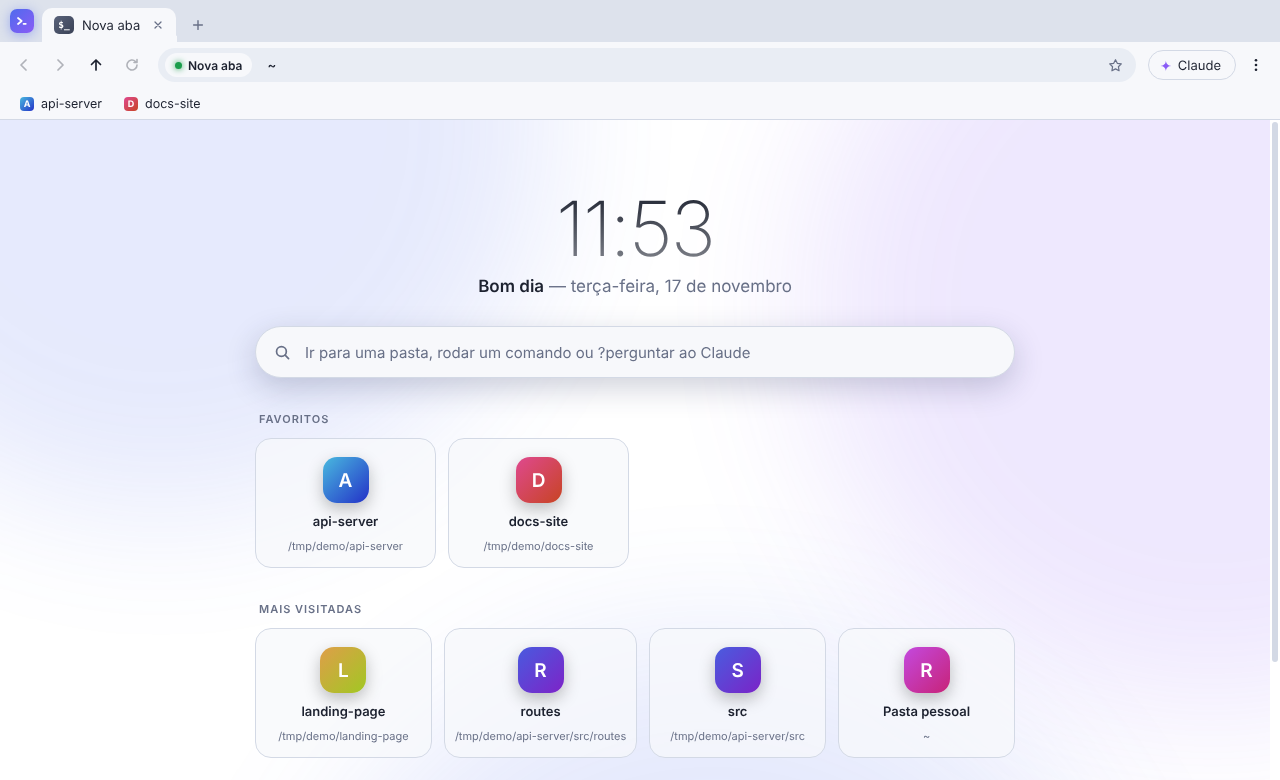 $_ Nova aba
Nova aba ~
Claude
A api-server D docs-site
11:53
Bom dia — terça-feira, 17 de novembro
Ir para uma pasta, rodar um comando ou ?perguntar ao Claude
FAVORITOS
A D
api-server docs-site
/tmp/demo/api-server /tmp/demo/docs-site
MAIS VISITADAS
L R S R
landing-page routes src Pasta pessoal
/tmp/demo/landing-page /tmp/demo/api-server/src/routes /tmp/demo/api-server/src ~